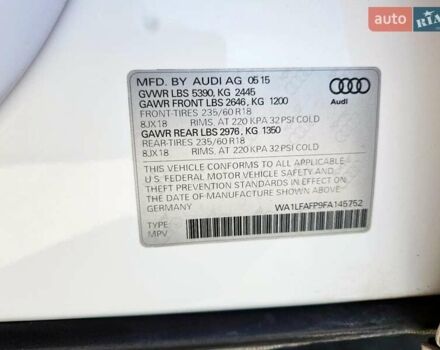 auto RIA
MFD. BY AUDI AG 05 15
GVWR LBS 5390, KG 2445
GAWR FRONT LBS 2646, KG 1200
FRONT-TIRES 235/60 R18
8JX18 RIMS, AT 220 KPA 32 PSI COLD
GAWR REAR LBS 2976, KG 1350
REAR-TIRES 235/60 R18
8JX18 RIMS, AT 220 KPA 32 PSI COLD
Audi
THIS VEHICLE CONFORMS TO ALL APPLICABLE
U S. FEDERAL MOTOR VEHICLE SAFETY AND
THEFT PREVENTION STANDARDS IN EFFECT ON
THE DATE OF MANUFACTURE SHOWN ABOVE.
GERMANY
WA1LFAFP9FA145752
TYPE:
MPV